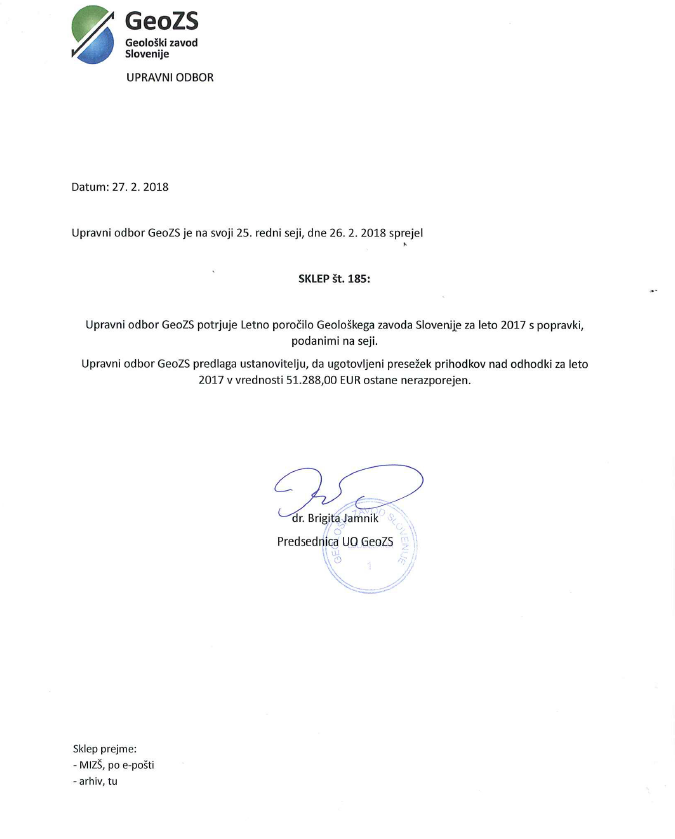 GeoZS
Geološki zavod
Slovenije
UPRAVNI ODBOR
Datum: 27. 2. 2018
Upravni odbor GeoZS je na svoji 25. redni seji, dne 26. 2. 2018 sprejel
SKLEP št. 185:
Upravni odbor GeoZS potrjuje Letno poročilo Geološkega zavoda Slovenije za leto 2017 s popravki,
podanimi na seji.
Upravni odbor GeoZS predlaga ustanovitelju, da ugotovljeni presežek prihodkov nad odhodki za leto
2017 v vrednosti 51.288,00 EUR ostane nerazporejen.
dr. Brigita Jamnik
Predsednica UO GeoZS
GEOLOŠKI ZAVOD SLOVENIJE
1
Sklep prejme:
- MIZŠ, po e-pošti
- arhiv, tu